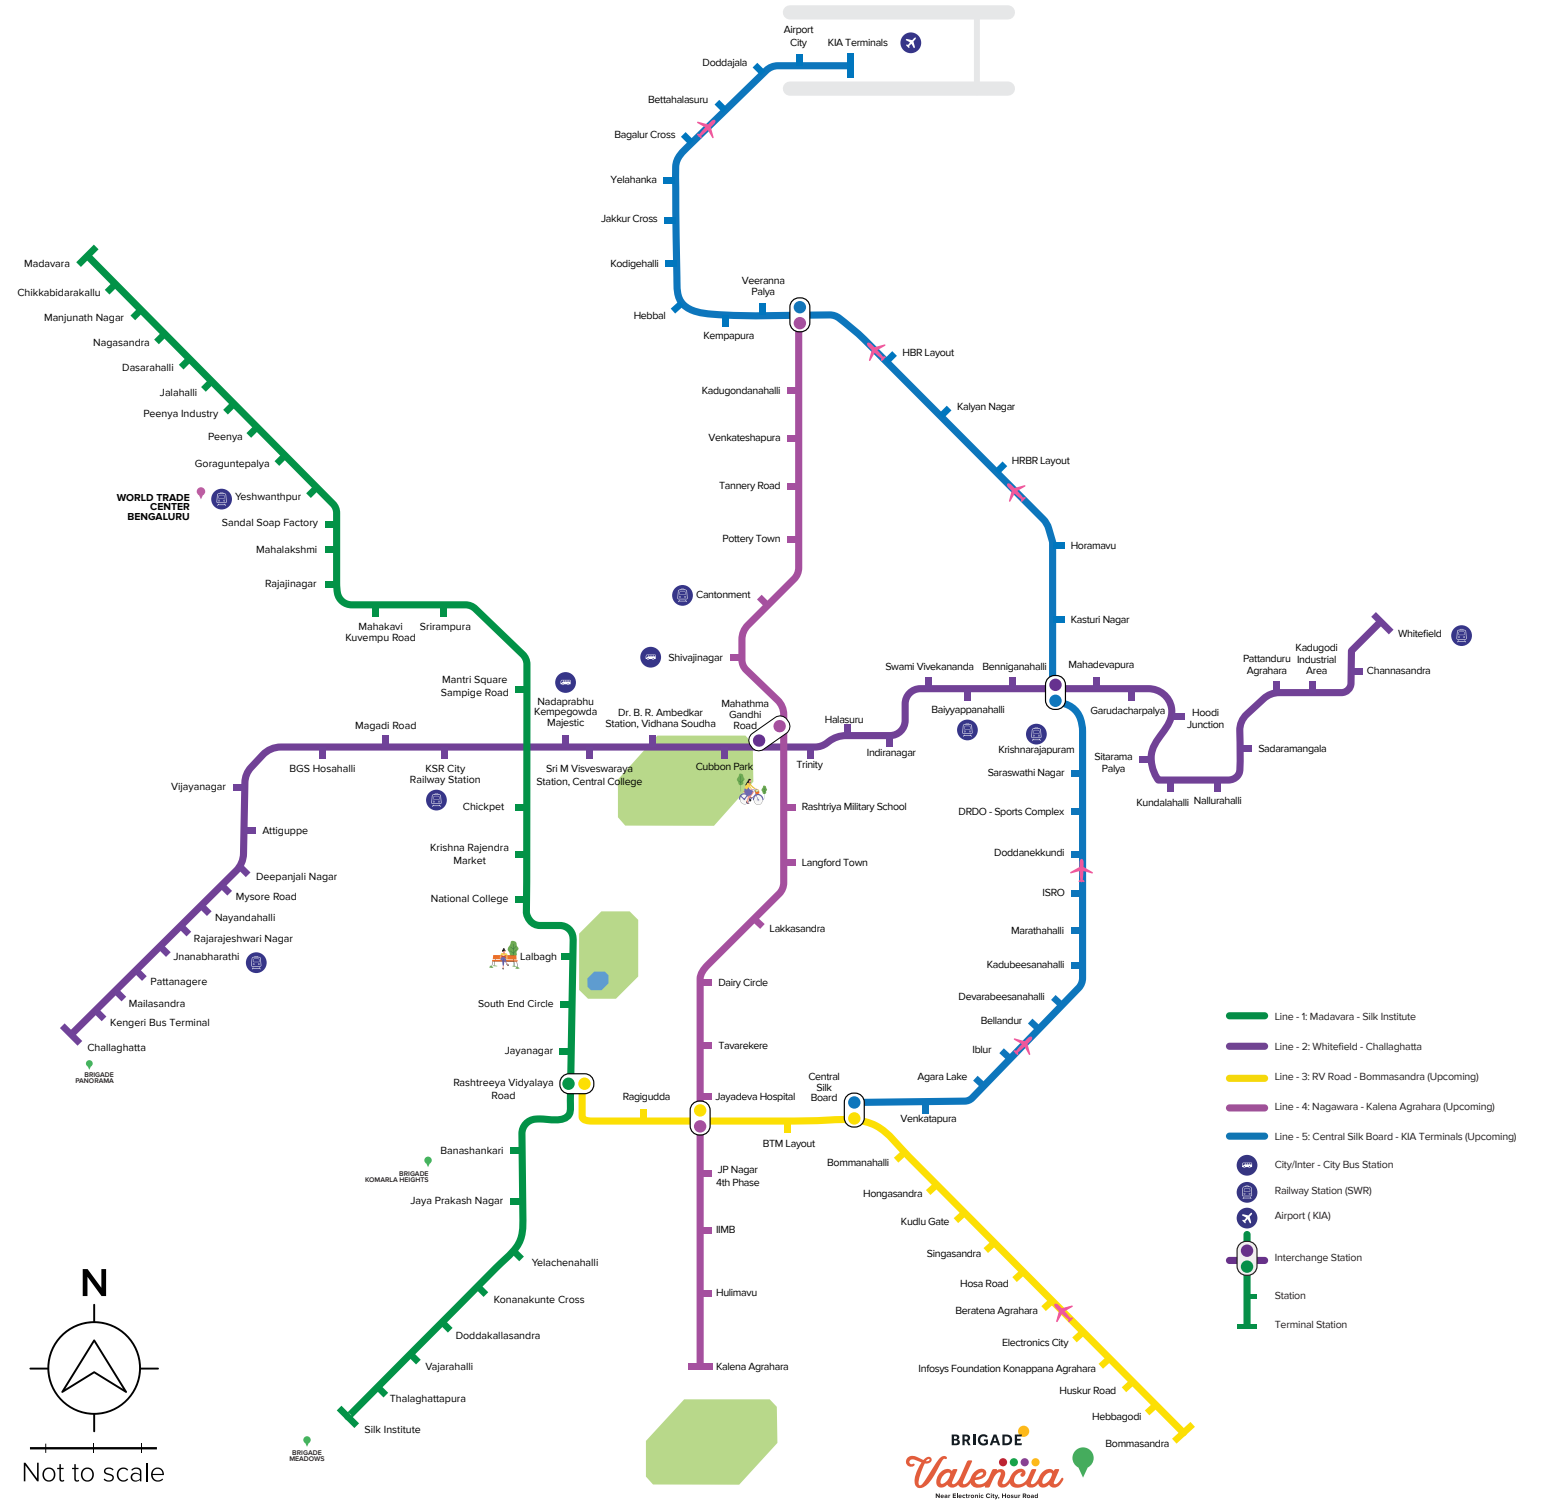 Airport
City
KIA Terminals
Doddajala
Bettahalasuru
Bagalur Cross
Yelahanka
Jakkur Cross
Kodigehalli
Hebbal
Kempapura
Veeranna
Palya
HBR Layout
Kalyan Nagar
HRBR Layout
Horamavu
Kasturi Nagar
Madavara
Chikkabidarakallu
Manjunath Nagar
Nagasandra
Dasarahalli
Jalahalli
Peenya Industry
Peenya
Goraguntepalya
Yeshwanthpur
WORLD TRADE
CENTER
BENGALURU
Sandal Soap Factory
Mahalakshmi
Rajajinagar
Mahakavi
Kuvempu Road
Srirampura
Mantri Square
Sampige Road
Kadugondanahalli
Venkateshapura
Tannery Road
Pottery Town
Cantonment
Shivajinagar
Mahathma
Gandhi
Road
Nadaprabhu
Kempegowda
Majestic
Dr. B. R. Ambedkar
Station, Vidhana Soudha
Magadi Road
BGS Hosahalli
KSR City
Railway Station
Sri M Visveswaraya
Station, Central College
Cubbon Park
Trinity
Halasuru
Indiranagar
Swami Vivekananda
Baiyyappanahalli
Benniganahalli
Krishnarajapuram
Mahadevapura
Garudacharpalya
Hoodi
Junction
Sitarama
Palya
Kundalahalli
Nallurahalli
Sadaramangala
Pattanduru
Agrahara
Kadugodi
Industrial
Area
Channasandra
Whitefield
Vijayanagar
Attiguppe
Deepanjali Nagar
Mysore Road
Nayandahalli
Rajarajeshwari Nagar
Jnanabharathi
Pattanagere
Mailasandra
Kengeri Bus Terminal
Challaghatta
BRIGADE
PANORAMA
Chickpet
Krishna Rajendra
Market
National College
Lalbagh
South End Circle
Jayanagar
Rashtreeya Vidyalaya
Road
Banashankari
BRIGADE
KOMARLA HEIGHTS
Jaya Prakash Nagar
Yelachenahalli
Konanakunte Cross
Doddakallasandra
Vajarahalli
Thalaghattapura
Silk Institute
BRIGADE
MEADOWS
Rashtriya Military School
Langford Town
Lakkasandra
Dairy Circle
Tavarekere
Jayadeva Hospital
Ragigudda
BTM Layout
JP Nagar
4th Phase
IIMB
Hulimavu
Kalena Agrahara
Saraswathi Nagar
DRDO - Sports Complex
Doddanekkundi
ISRO
Marathahalli
Kadubeesanahalli
Devarabeesanahalli
Bellandur
Iblur
Agara Lake
Venkatapura
Central
Silk
Board
Bommanahalli
Hongasandra
Kudlu Gate
Singasandra
Hosa Road
Beratena Agrahara
Electronics City
Infosys Foundation Konappana Agrahara
Huskur Road
Hebbagodi
Bommasandra
Line - 1: Madavara - Silk Institute
Line - 2: Whitefield - Challaghatta
Line - 3: RV Road - Bommasandra (Upcoming)
Line - 4: Nagawara - Kalena Agrahara (Upcoming)
Line - 5: Central Silk Board - KIA Terminals (Upcoming)
City/Inter - City Bus Station
Railway Station (SWR)
Airport ( KIA)
Interchange Station
Station
Terminal Station
N
Not to scale
BRIGADE
Valencia
Near Electronic City, Hosur Road